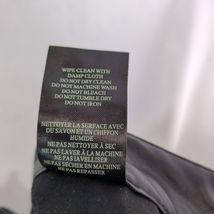 WIPE CLEAN WITH
DAMP CLOTH
DO NOT DRY CLEAN
DO NOT MACHINE WASH
DO NOT BLEACH
DO NOT TUMBLE DRY
DO NOT IRON
NETTOYER LA SURFACE AVEC
DU SAVON ET UN CHIFFON
HUMIDE
NE PAS NETTOYER À SEC
NE PAS LAVER À LA MACHINE
NE PAS JAVELLISER
NE PAS SÉCHER EN MACHINE
NE PAS REPASSER